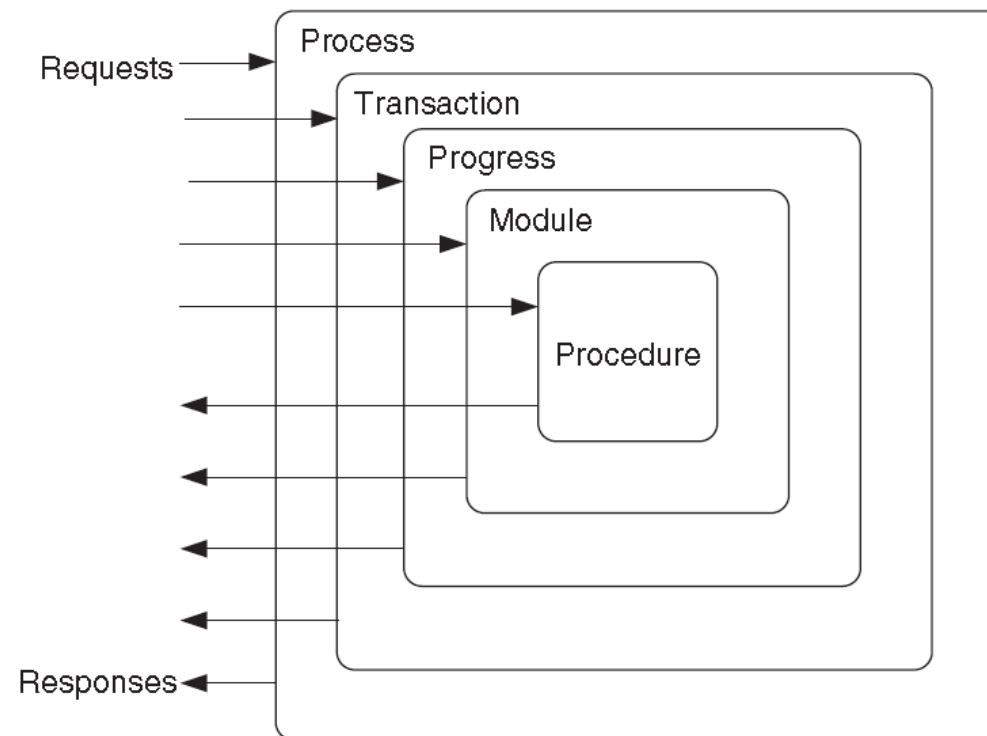 Process
Requests
Transaction
Progress
Module
Procedure
Responses